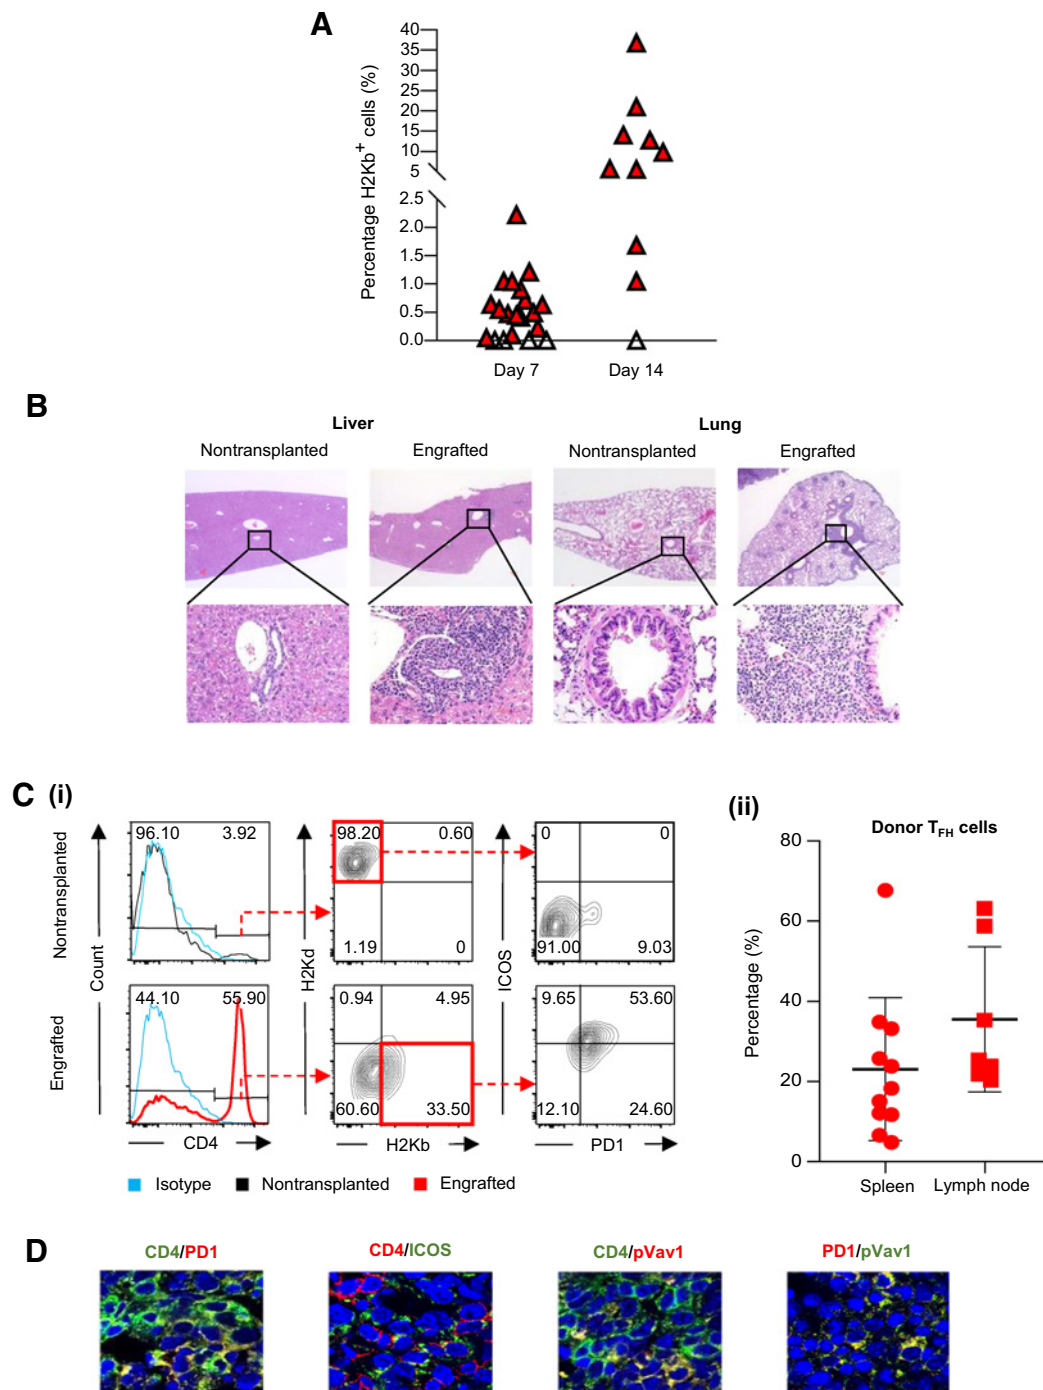 A
Percentage H2Kb+ cells (%)
40
35
30
25
20
15
10
5
2.5
2.0
1.5
1.0
0.5
0.0
Day 7 Day 14
B
Liver Lung
Nontransplanted Engrafted Nontransplanted Engrafted
C (i)
Nontransplanted
Engrafted
Count
96.10 3.92
44.10 55.90
CD4
H2Kd
98.20 0.60
1.19 0
0.94 4.95
60.60 33.50
H2Kb
ICOS
0 0
91.00 9.03
9.65 53.60
12.10 24.60
PD1
Isotype Nontransplanted Engrafted
(ii)
Donor TFH cells
Percentage (%)
80
60
40
20
0
Spleen Lymph node
D
CD4/PD1 CD4/ICOS CD4/pVav1 PD1/pVav1